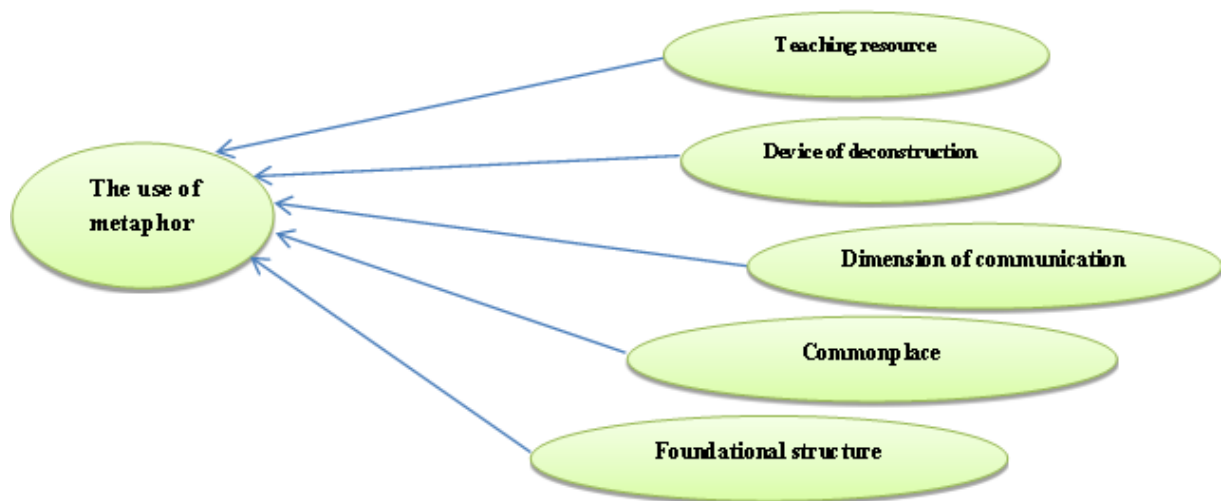 Teaching resource
Device of deconstruction
The use of
metaphor
Dimension of communication
Commonplace
Foundational structure